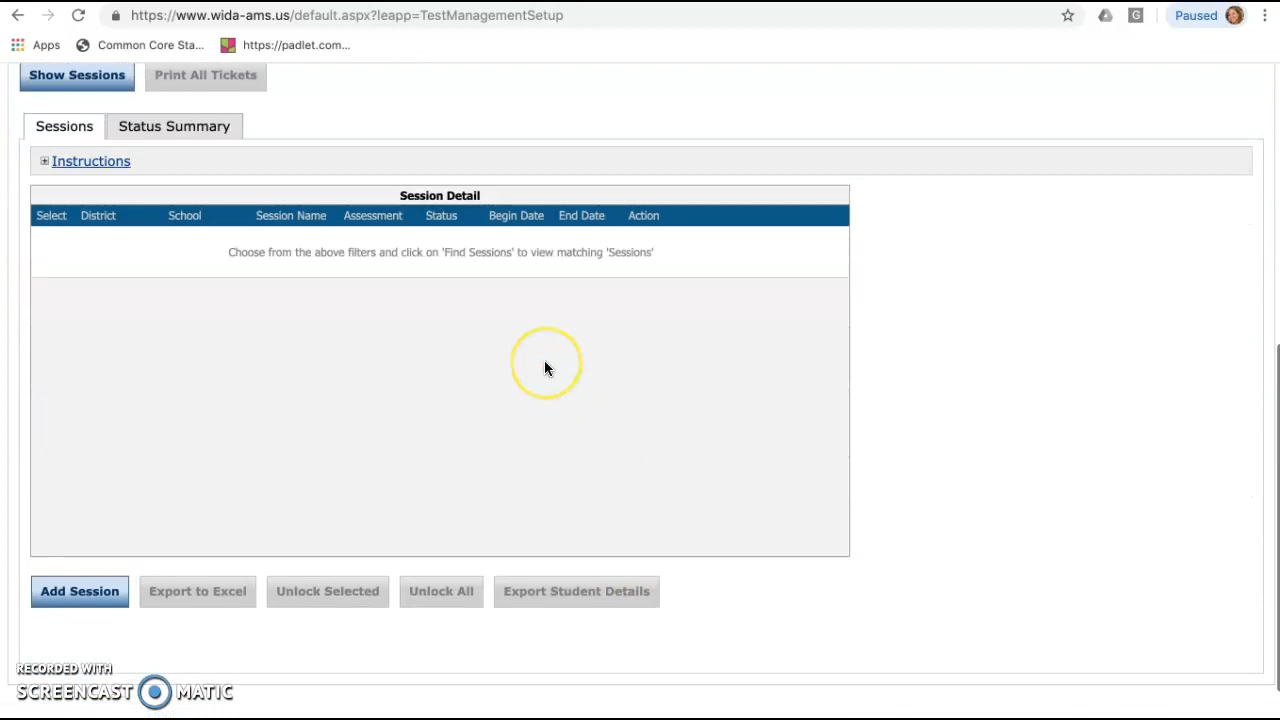 https://www.wida-ams.us/default.aspx?leapp=TestManagementSetup
G
Paused
Apps
Common Core Sta...
https://padlet.com...
Show Sessions
Print All Tickets
Sessions
Status Summary
Instructions
Session Detail
Select District School Session Name Assessment Status Begin Date End Date Action
Choose from the above filters and click on 'Find Sessions' to view matching 'Sessions'
Add Session
Export to Excel
Unlock Selected
Unlock All
Export Student Details
RECORDED WITH
SCREENCAST MATIC